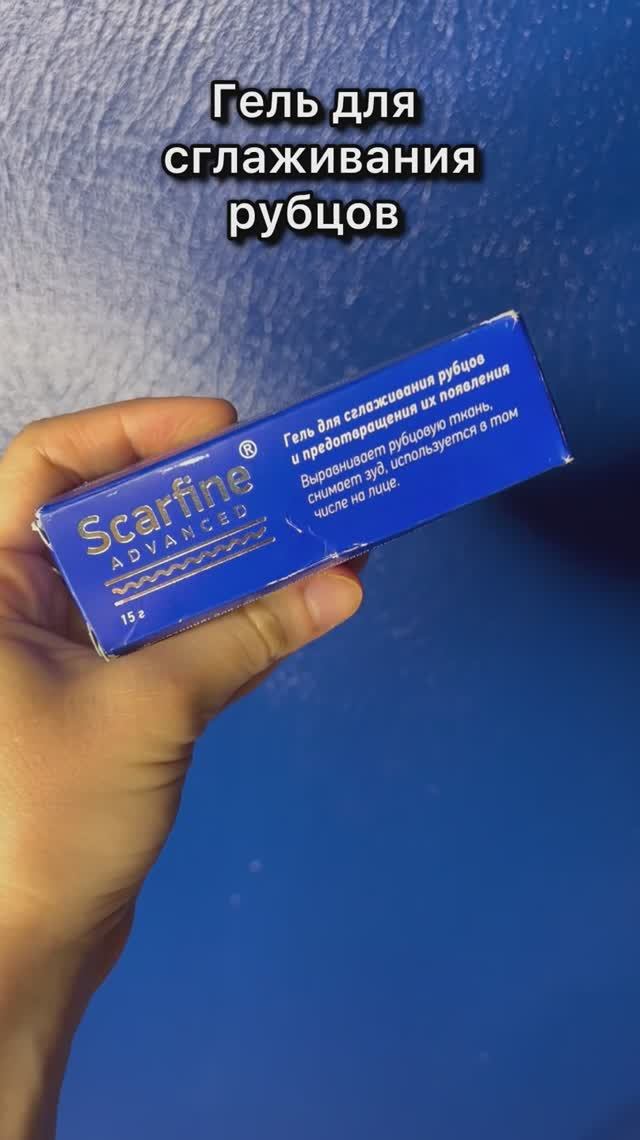 Гель для
сглаживания
рубцов
Scarfine®
ADVANCED
15 г
Гель для сглаживания рубцов
и предотвращения их появления
Выравнивает рубцовую ткань,
снимает зуд, используется в том
числе на лице.